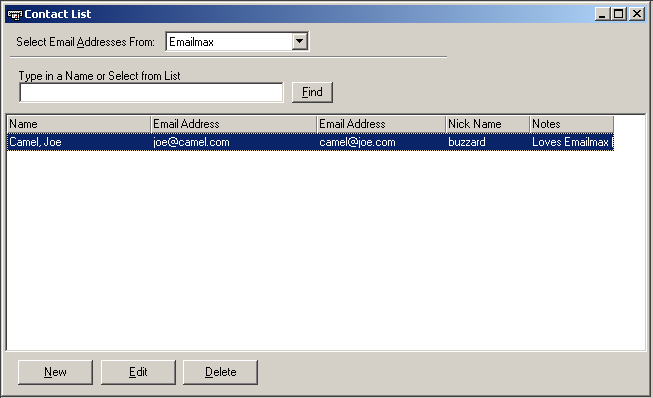 Contact List
Select Email Addresses From: Emailmax
Type in a Name or Select from List
Find
Name Email Address Email Address Nick Name Notes
Camel, Joe joe@camel.com camel@joe.com buzzard Loves Emailmax
New Edit Delete